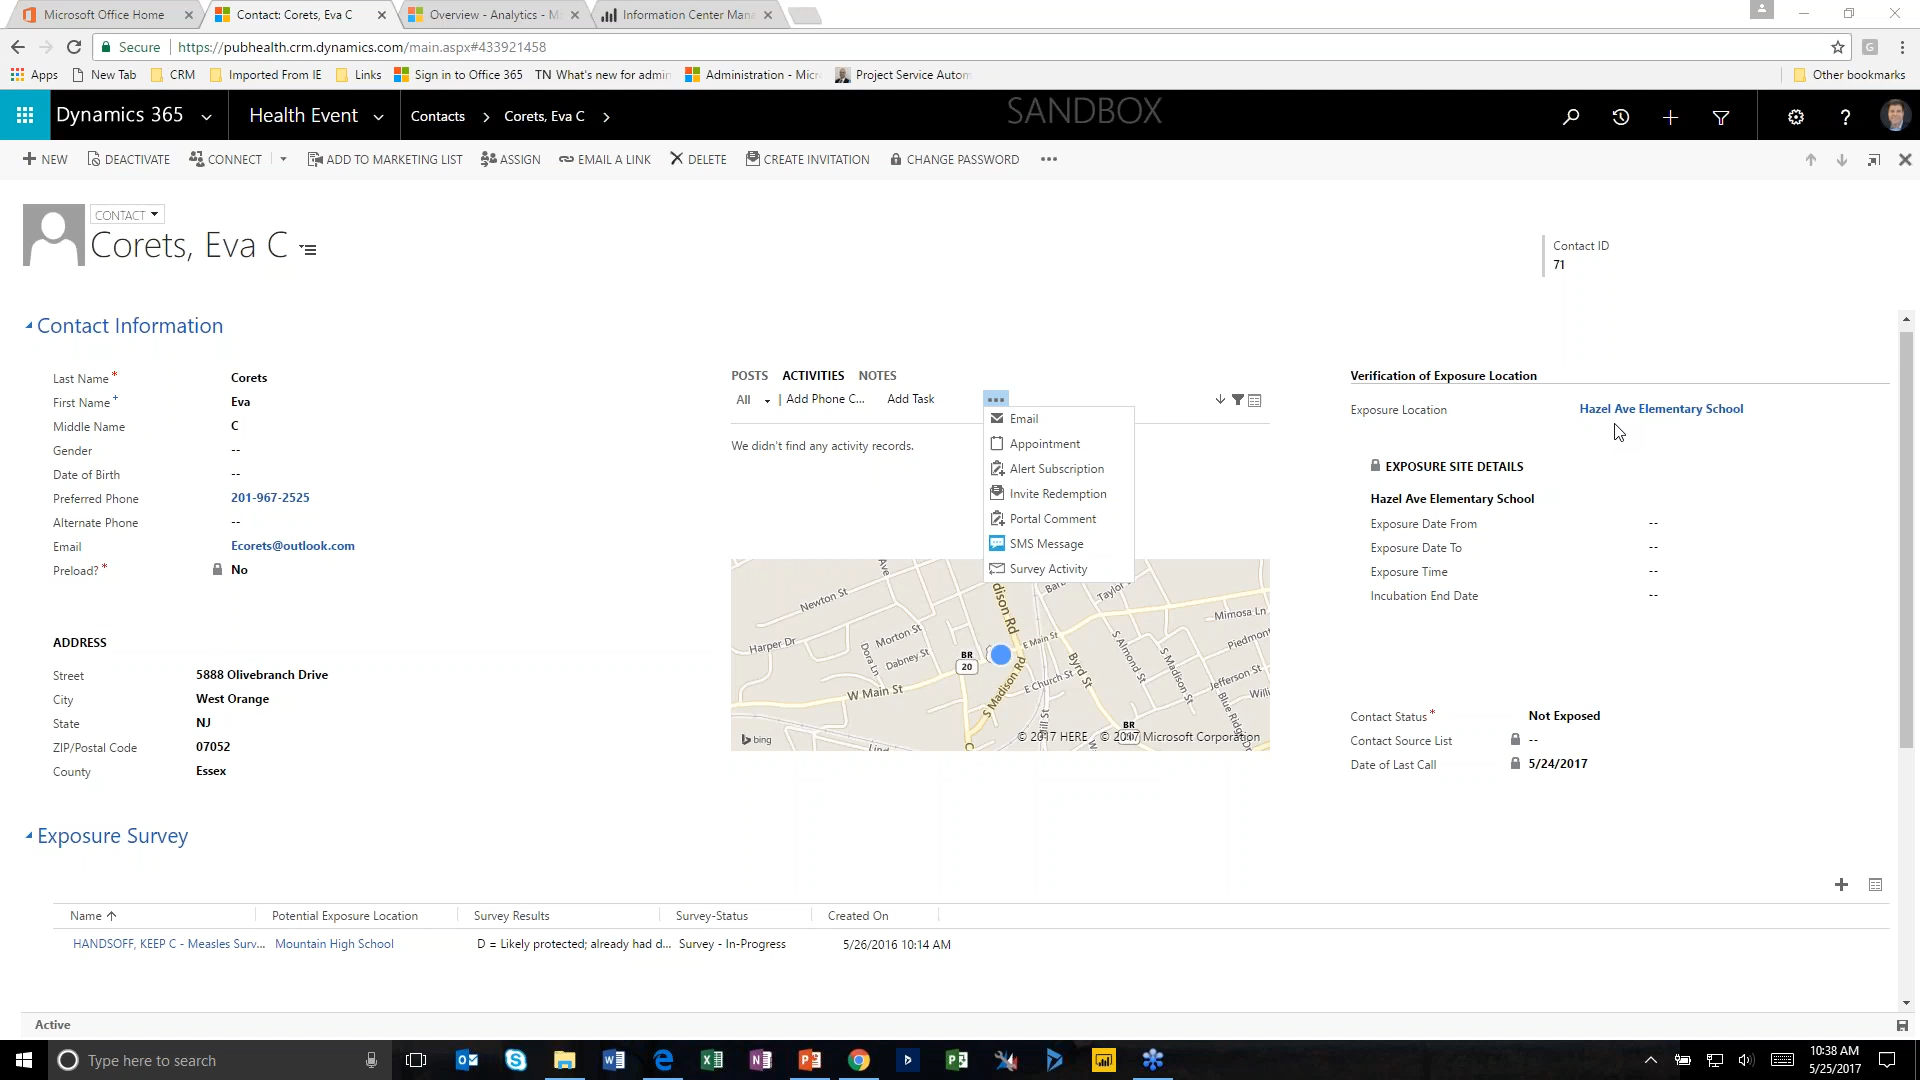 Microsoft Office Home
Contact: Corets, Eva C
Overview - Analytics - M
Information Center Man
Secure
https://pubhealth.crm.dynamics.com/main.aspx#433921458
Apps
New Tab
CRM
Imported From IE
Links
Sign in to Office 365
TN What's new for admin
Administration - Micr
Project Service Autom
Other bookmarks
Dynamics 365
Health Event
Contacts
Corets, Eva C
SANDBOX
NEW
DEACTIVATE
CONNECT
ADD TO MARKETING LIST
ASSIGN
EMAIL A LINK
DELETE
CREATE INVITATION
CHANGE PASSWORD
CONTACT
Corets, Eva C
Contact ID
71
Contact Information
Last Name*
Corets
First Name+
Eva
Middle Name
C
Gender
--
Date of Birth
--
Preferred Phone
201-967-2525
Alternate Phone
--
Email
Ecorets@outlook.com
Preload?*
No
ADDRESS
Street
5888 Olivebranch Drive
City
West Orange
State
NJ
ZIP/Postal Code
07052
County
Essex
POSTS
ACTIVITIES
NOTES
All
| Add Phone C...
Add Task
We didn't find any activity records.
Email
Appointment
Alert Subscription
Invite Redemption
Portal Comment
SMS Message
Survey Activity
Newton St
Harper Dr
Morton St
Dora Ln
Dabney St
W Main St
BR
20
E Main St
S Madison Rd
E Church St
Byrd St
S Almond St
S Madison St
Mimosa Ln
Piedmon
Jefferson St
Blue Ridge
BR
bing
© 2017 HERE
© 2017 Microsoft Corporation
Verification of Exposure Location
Exposure Location
Hazel Ave Elementary School
EXPOSURE SITE DETAILS
Hazel Ave Elementary School
Exposure Date From
--
Exposure Date To
--
Exposure Time
--
Incubation End Date
--
Contact Status*
Not Exposed
Contact Source List
--
Date of Last Call
5/24/2017
Exposure Survey
Name
Potential Exposure Location
Survey Results
Survey-Status
Created On
HANDSOFF, KEEP C - Measles Surv...
Mountain High School
D = Likely protected; already had d...
Survey - In-Progress
5/26/2016 10:14 AM
Active
Type here to search
10:38 AM
5/25/2017